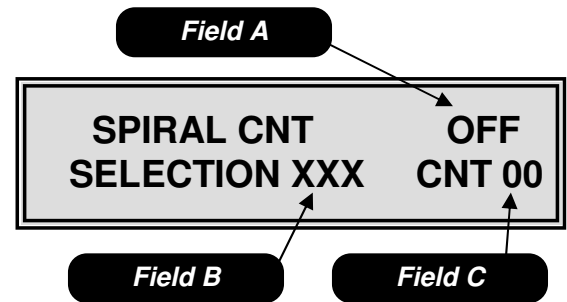 Field A
SPIRAL CNT OFF
SELECTION XXX CNT 00
Field B Field C